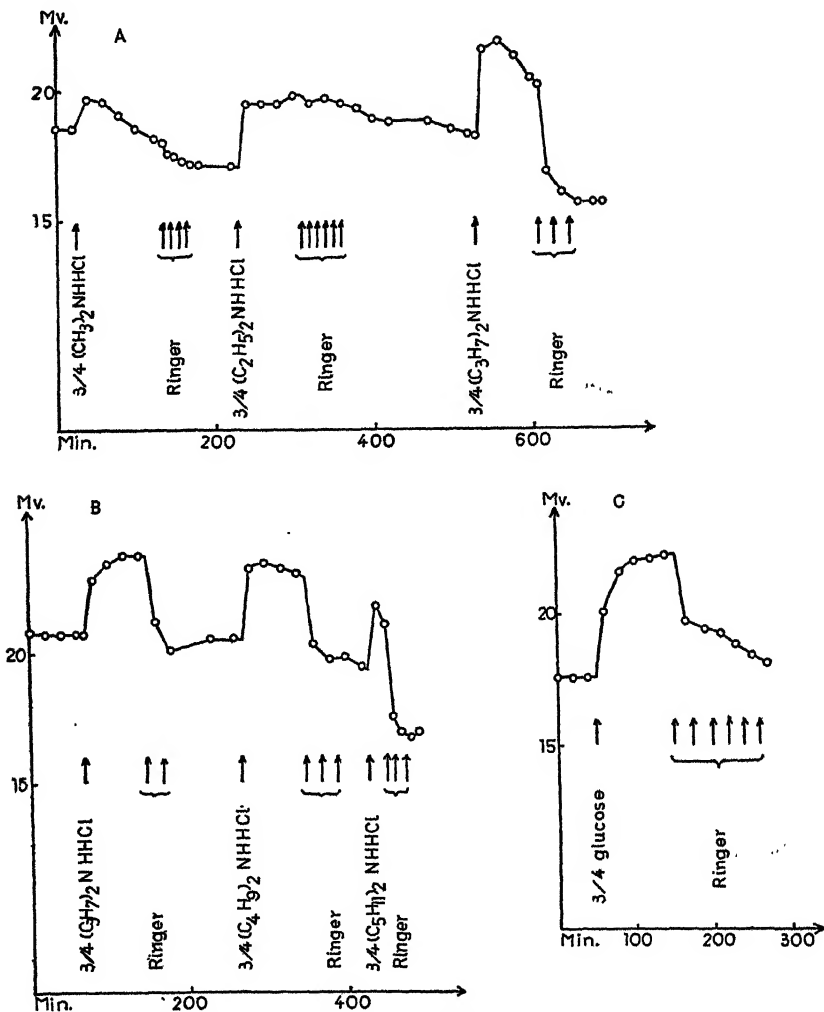 Mv.
A
20
15
3/4 (CH3)2 NHHCl
Ringer
3/4 (C2H5)2 NHHCl
Ringer
3/4 (C3H7)2 NHHCl
Ringer
Min.
200
400
600
Mv.
B
20
15
3/4 (C3H7)2 NHHCl
Ringer
3/4 (C4H9)2 NHHCl
Ringer
3/4 (C5H11)2 NHHCl
Ringer
Min.
200
400
Mv.
C
20
15
3/4 glucose
Ringer
Min.
100
200
300